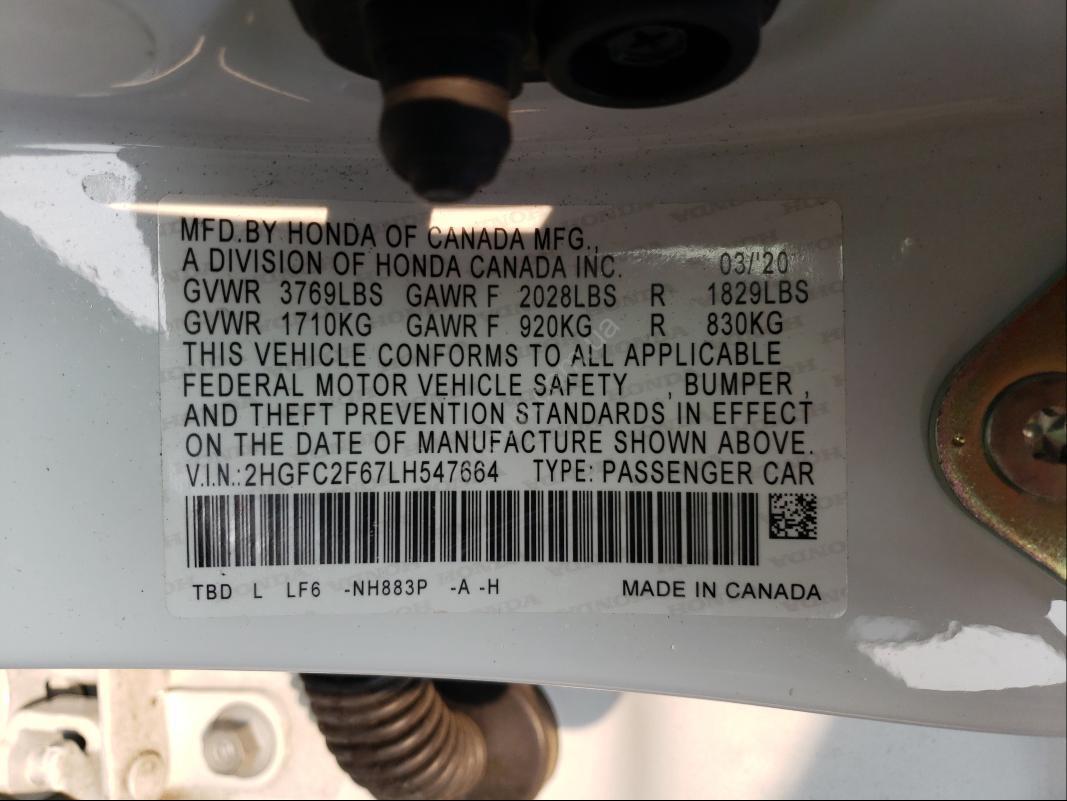 MFD.BY HONDA OF CANADA MFG.,
A DIVISION OF HONDA CANADA INC. 03/'20
GVWR 3769LBS GAWR F 2028LBS R 1829LBS
GVWR 1710KG GAWR F 920KG R 830KG
THIS VEHICLE CONFORMS TO ALL APPLICABLE
FEDERAL MOTOR VEHICLE SAFETY , BUMPER ,
AND THEFT PREVENTION STANDARDS IN EFFECT
ON THE DATE OF MANUFACTURE SHOWN ABOVE.
V.I.N.:2HGFC2F67LH547664 TYPE: PASSENGER CAR
TBD L LF6 -NH883P -A -H MADE IN CANADA